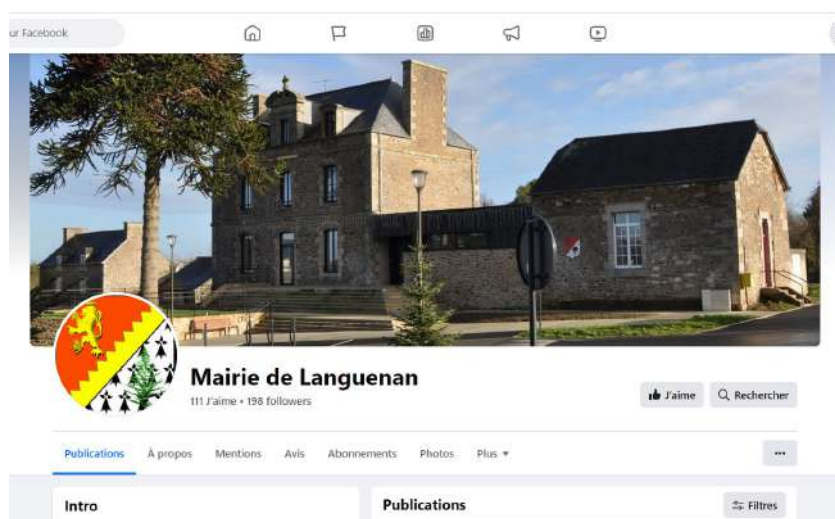 ur Facebook
Mairie de Languenan
111 J'aime • 198 followers
J'aime
Rechercher
Publications
À propos
Mentions
Avis
Abonnements
Photos
Plus
Intro
Publications
Filtres